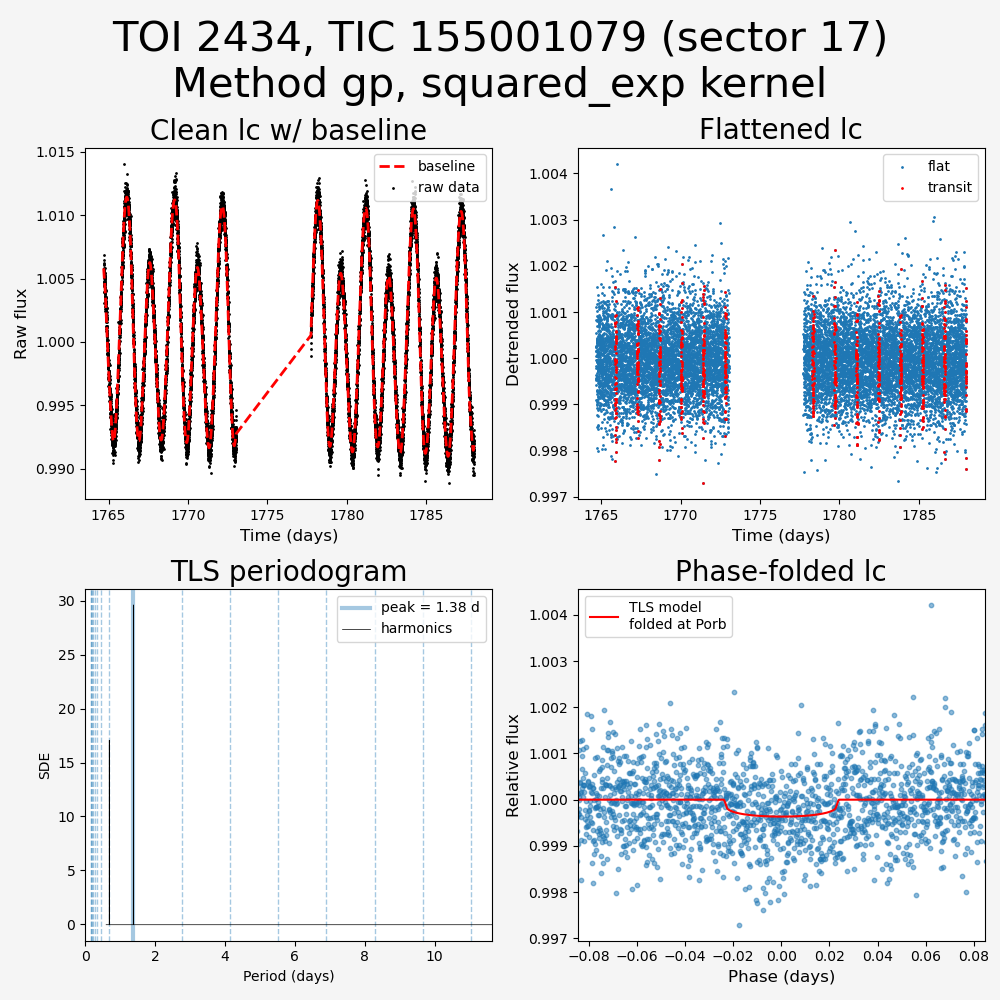 TOI 2434, TIC 155001079 (sector 17)
Method gp, squared_exp kernel
Clean lc w/ baseline
Raw flux
1.015
1.010
1.005
1.000
0.995
0.990
baseline
raw data
1765
1770
1775
1780
1785
Time (days)
Flattened lc
Detrended flux
1.004
1.003
1.002
1.001
1.000
0.999
0.998
0.997
flat
transit
1765
1770
1775
1780
1785
Time (days)
TLS periodogram
SDE
30
25
20
15
10
5
0
peak = 1.38 d
harmonics
0
2
4
6
8
10
Period (days)
Phase-folded lc
Relative flux
1.004
1.003
1.002
1.001
1.000
0.999
0.998
0.997
TLS model
folded at Porb
−0.08
−0.06
−0.04
−0.02
0.00
0.02
0.04
0.06
0.08
Phase (days)